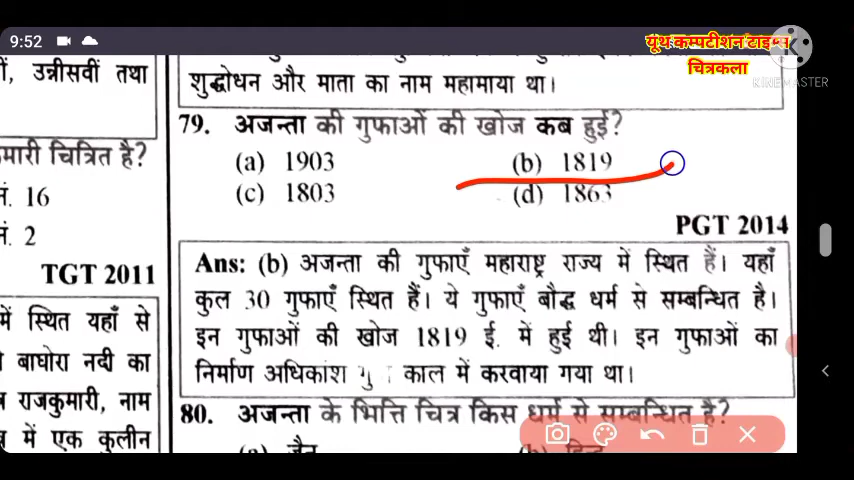 9:52
यूथ कम्पटीशन टाइम्स
चित्रकला
KINEMASTER
उन्नीसवीं तथा
शुद्धोधन और माता का नाम महामाया था।
79. अजन्ता की गुफाओं की खोज कब हुई?
मारी चित्रित है?
(a) 1903 (b) 1819
नं. 16
(c) 1803 (d) 1863
नं. 2
PGT 2014
TGT 2011
Ans: (b) अजन्ता की गुफाएँ महाराष्ट्र राज्य में स्थित हैं। यहाँ
कुल 30 गुफाएँ स्थित हैं। ये गुफाएँ बौद्ध धर्म से सम्बन्धित है।
इन गुफाओं की खोज 1819 ई. में हुई थी। इन गुफाओं का
निर्माण अधिकांश काल में करवाया गया था।
में स्थित यहाँ से
बाघोरा नदी का
राजकुमारी, नाम
में एक कुलीन
80. अजन्ता के भित्ति चित्र किस धर्म से सम्बन्धित है?
(a) जैन (b) हिन्दू